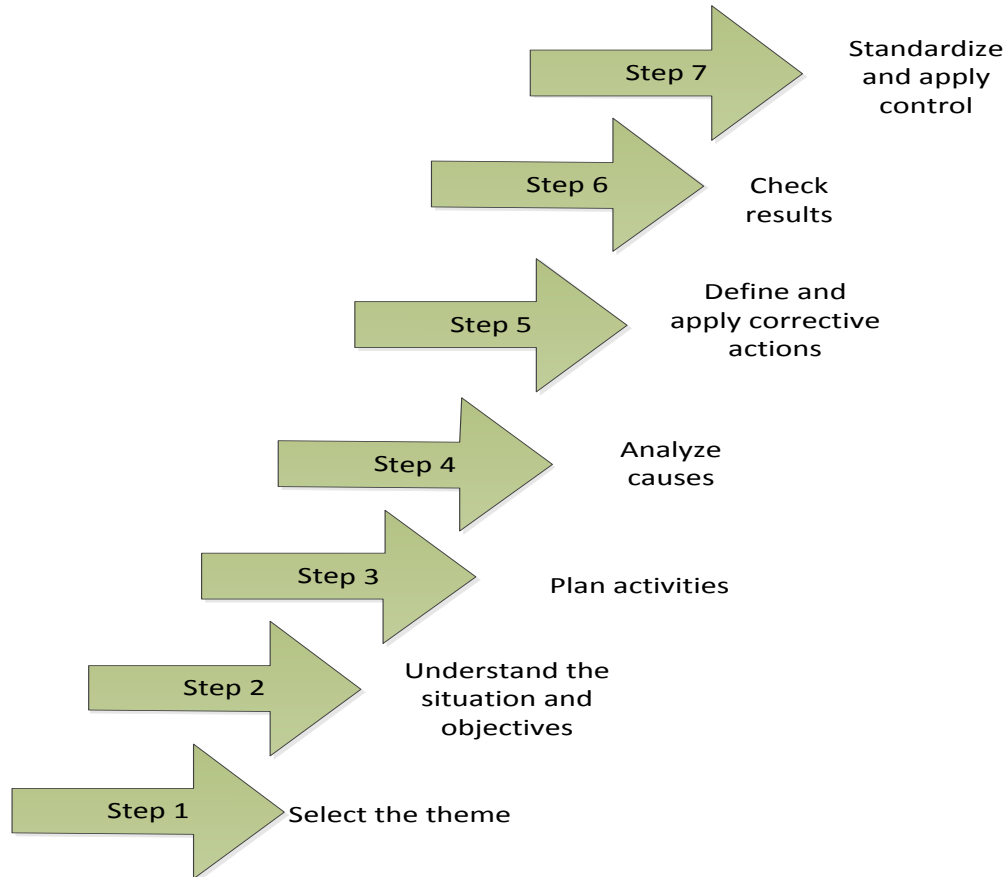 Step 7
Standardize
and apply
control
Step 6
Check
results
Step 5
Define and
apply corrective
actions
Step 4
Analyze
causes
Step 3
Plan activities
Step 2
Understand the
situation and
objectives
Step 1
Select the theme